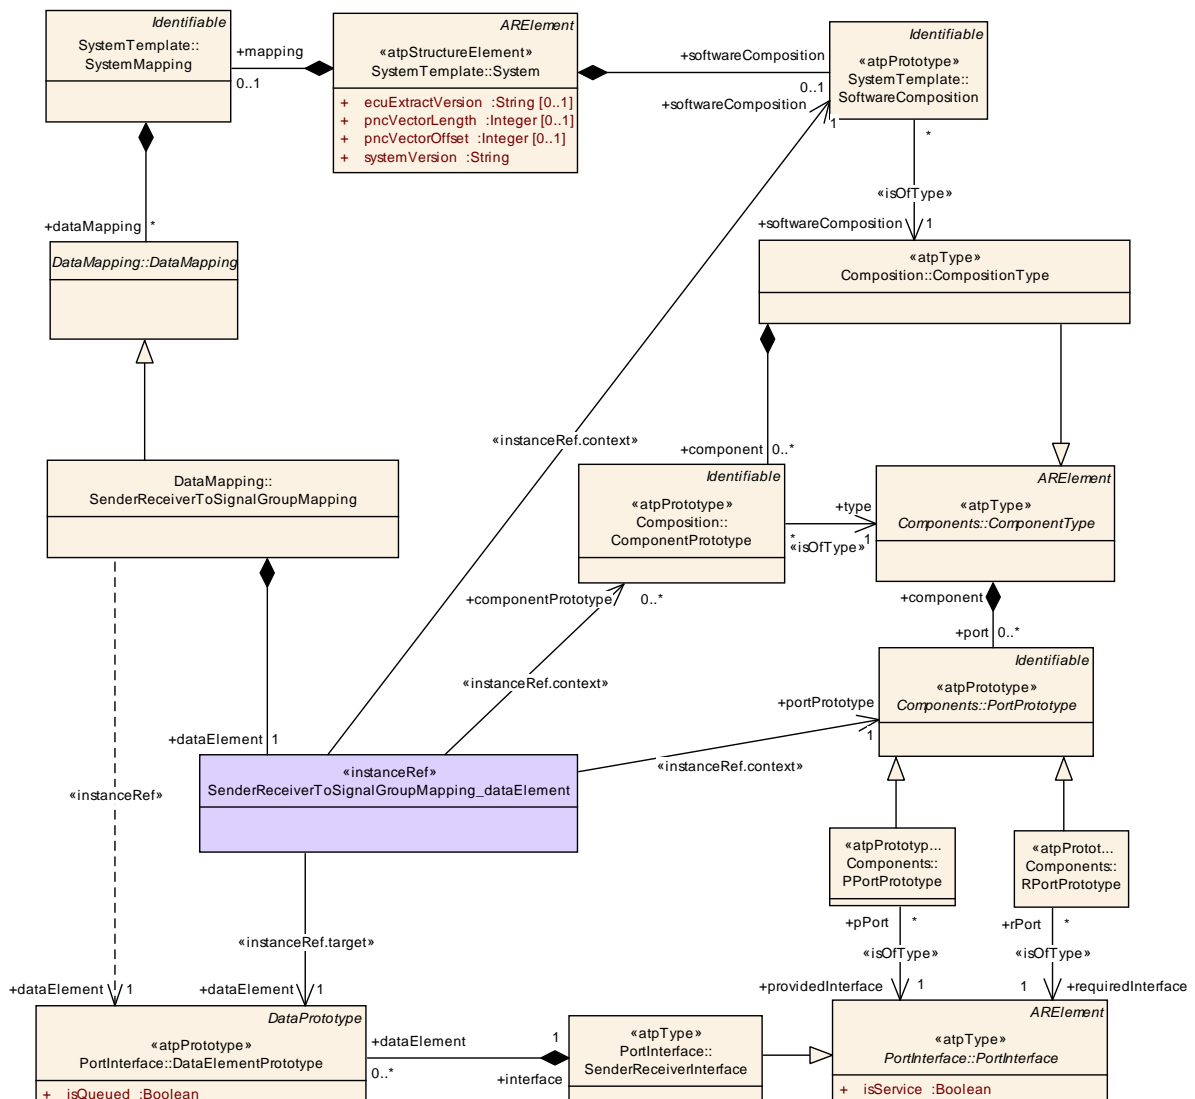 Identifiable
SystemTemplate::
SystemMapping
+mapping
0..1
ARElement
«atpStructureElement»
SystemTemplate::System
+ ecuExtractVersion :String [0..1]
+ pncVectorLength :Integer [0..1]
+ pncVectorOffset :Integer [0..1]
+ systemVersion :String
+softwareComposition
0..1
+softwareComposition
1
Identifiable
«atpPrototype»
SystemTemplate::
SoftwareComposition
*
«isOfType»
+softwareComposition
1
+dataMapping
*
DataMapping::DataMapping
«atpType»
Composition::CompositionType
«instanceRef.context»
+component
0..*
DataMapping::
SenderReceiverToSignalGroupMapping
Identifiable
«atpPrototype»
Composition::
ComponentPrototype
+type
*
1
«isOfType»
ARElement
«atpType»
Components::ComponentType
+componentPrototype
0..*
+component
+port
0..*
«instanceRef.context»
Identifiable
«atpPrototype»
Components::PortPrototype
+portPrototype
1
+dataElement
1
«instanceRef.context»
«instanceRef»
SenderReceiverToSignalGroupMapping_dataElement
«instanceRef»
«atpPrototyp...
Components::
PPortPrototype
«atpProtot...
Components::
RPortPrototype
+pPort
*
+rPort
*
«instanceRef.target»
«isOfType»
«isOfType»
+dataElement
1
+dataElement
1
+providedInterface
1
1
+requiredInterface
DataPrototype
«atpPrototype»
PortInterface::DataElementPrototype
+ isQueued :Boolean
+dataElement
0..*
1
+interface
«atpType»
PortInterface::
SenderReceiverInterface
ARElement
«atpType»
PortInterface::PortInterface
+ isService :Boolean